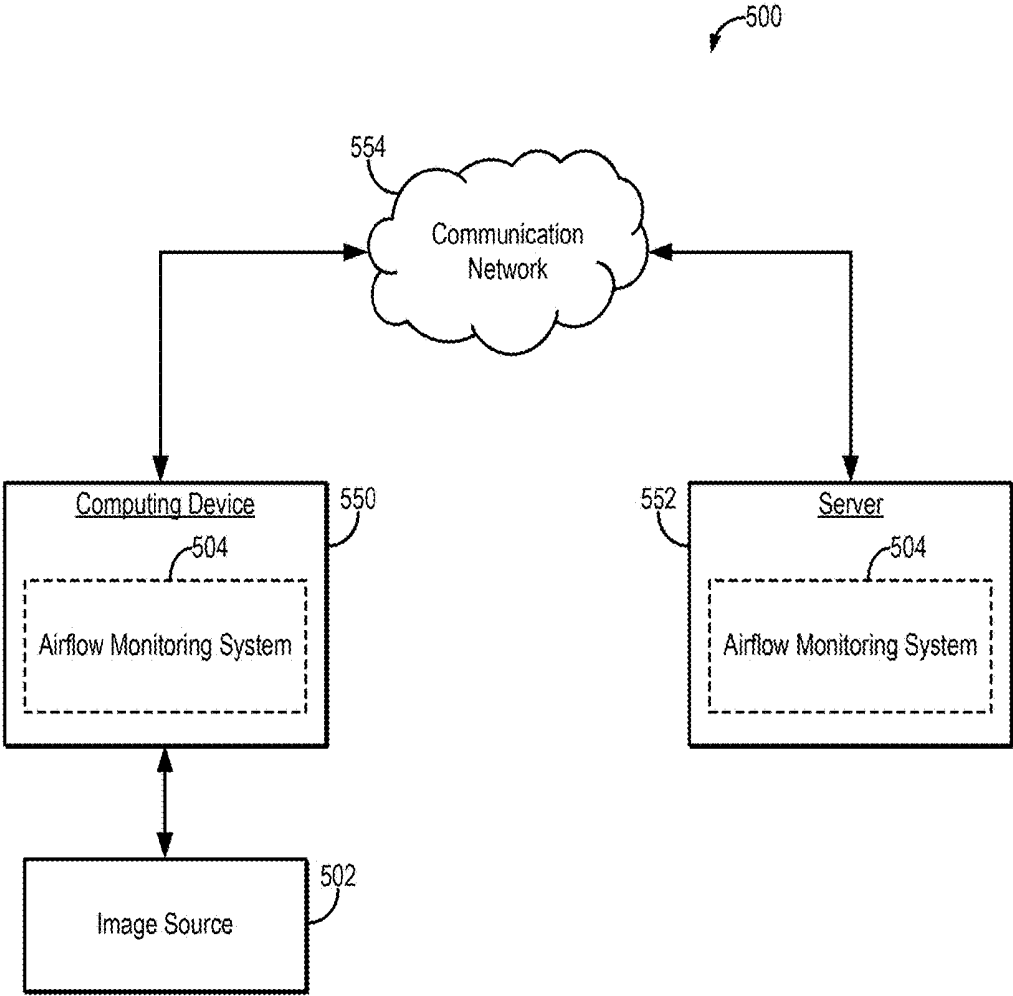 500
554
Communication
Network
Computing Device
550
552
Server
504
504
Airflow Monitoring System
Airflow Monitoring System
502
Image Source